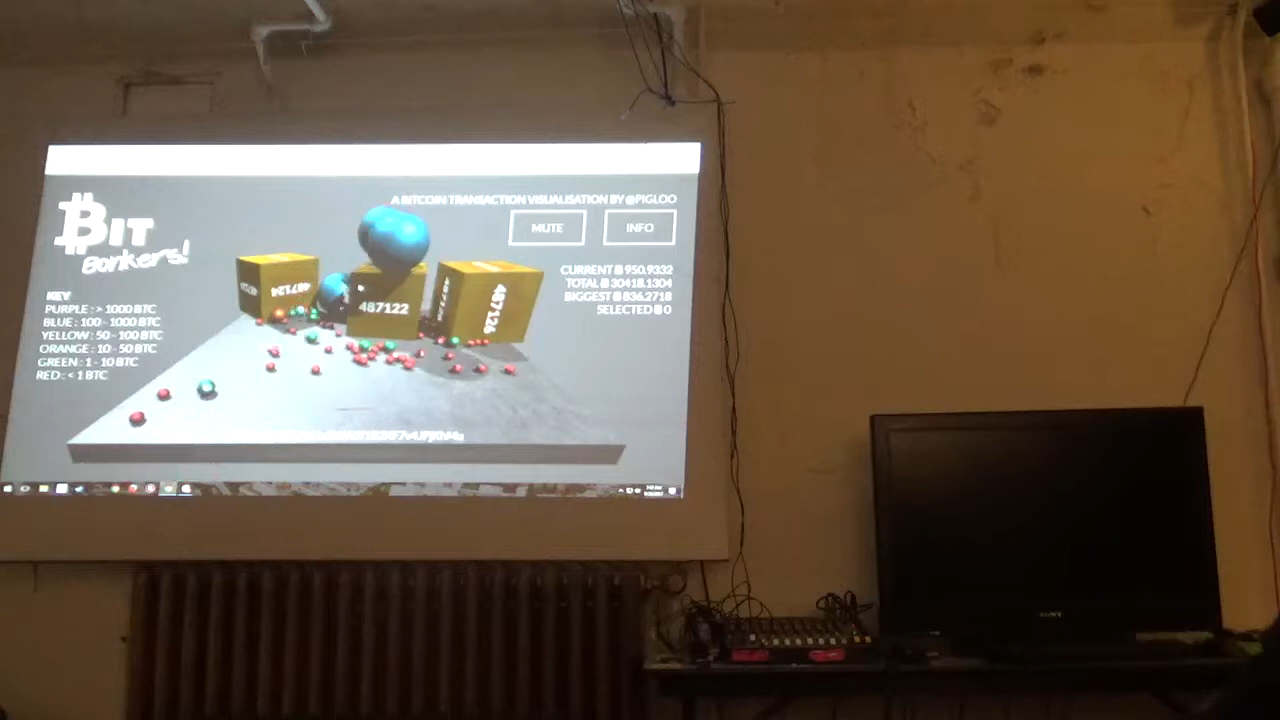 BIT
Bonkers!
A BITCOIN TRANSACTION VISUALISATION BY @PIGLOO
MUTE
INFO
CURRENT 950.9332
TOTAL 30418.1304
BIGGEST 836.2718
SELECTED 0
KEY
PURPLE : > 1000 BTC
BLUE : 100 - 1000 BTC
YELLOW : 50 - 100 BTC
ORANGE : 10 - 50 BTC
GREEN : 1 - 10 BTC
RED : < 1 BTC
487124
487122
487126
SONY